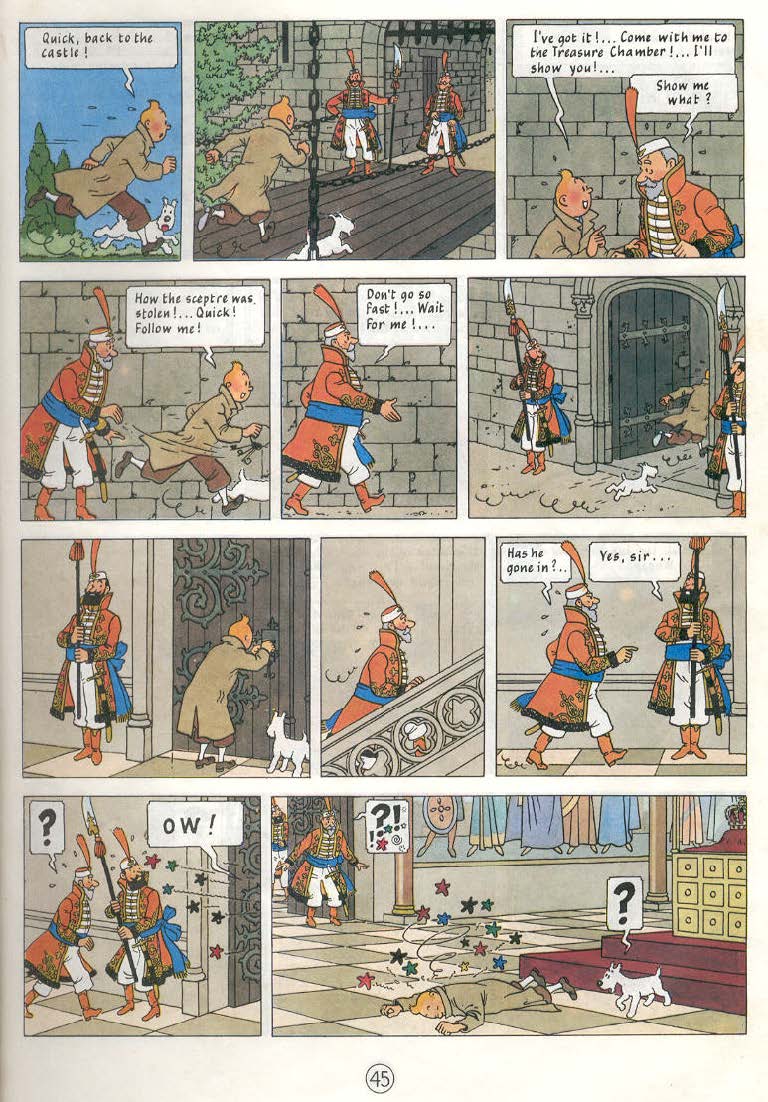 Quick, back to the
castle!
I've got it!... Come with me to
the Treasure Chamber!... I'll
show you!...
Show me
what?
How the sceptre was
stolen!... Quick!
Follow me!
Don't go so
fast!... Wait
for me!...
Has he
gone in?..
Yes, sir...
?
OW!
?!
!
?
45